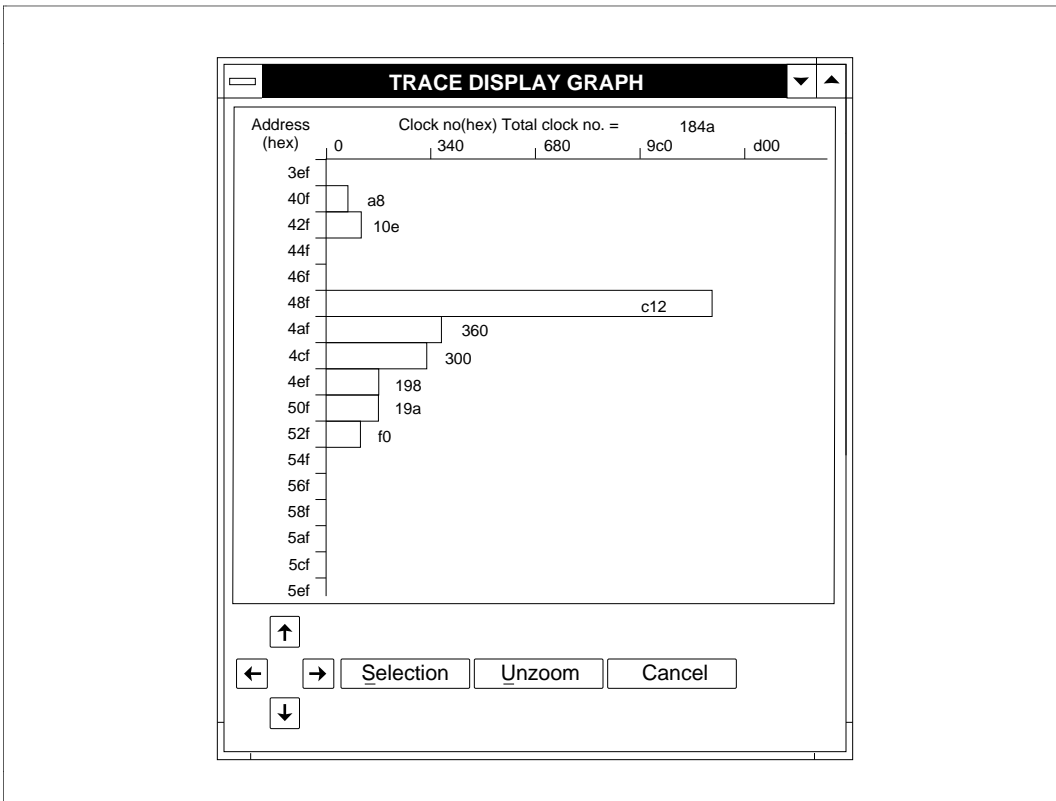 TRACE DISPLAY GRAPH
Address Clock no(hex) Total clock no. = 184a
(hex) 0 340 680 9c0 d00
3ef
40f a8
42f 10e
44f
46f
48f c12
4af 360
4cf 300
4ef 198
50f 19a
52f f0
54f
56f
58f
5af
5cf
5ef
Selection Unzoom Cancel